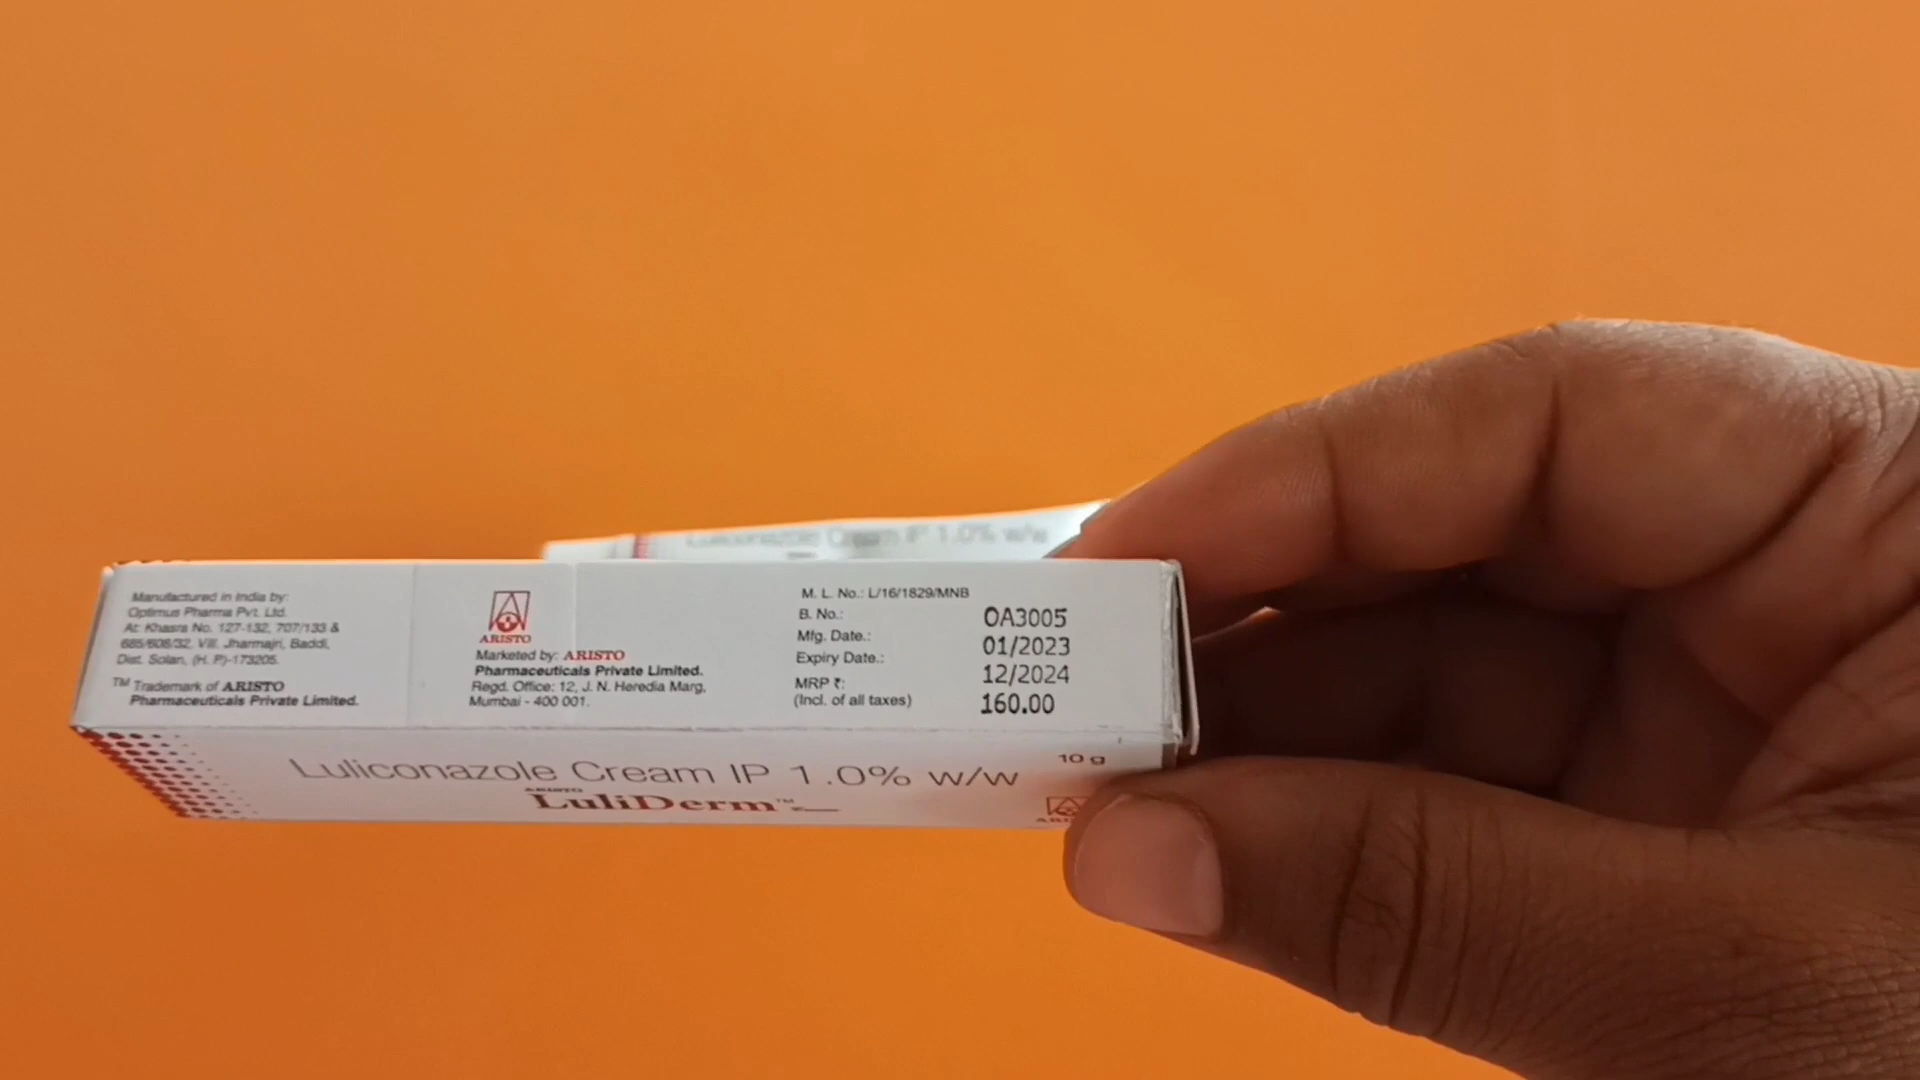 Luliconazole Cream IP 1.0% w/w
Manufactured in India by:
Optimus Pharma Pvt. Ltd.
At: Khasra No. 127-132, 707/133 &
685/608/32, Vill. Jharmajri, Baddi,
Dist. Solan, (H. P.)-173205.
TM Trademark of ARISTO
Pharmaceuticals Private Limited.
ARISTO
Marketed by: ARISTO
Pharmaceuticals Private Limited.
Regd. Office: 12, J. N. Heredia Marg,
Mumbai - 400 001.
M. L. No.: L/16/1829/MNB
B. No.: OA3005
Mfg. Date.: 01/2023
Expiry Date.: 12/2024
MRP ₹: 160.00
(Incl. of all taxes)
10 g
Luliconazole Cream IP 1.0% w/w
ARISTO
LuliDerm™